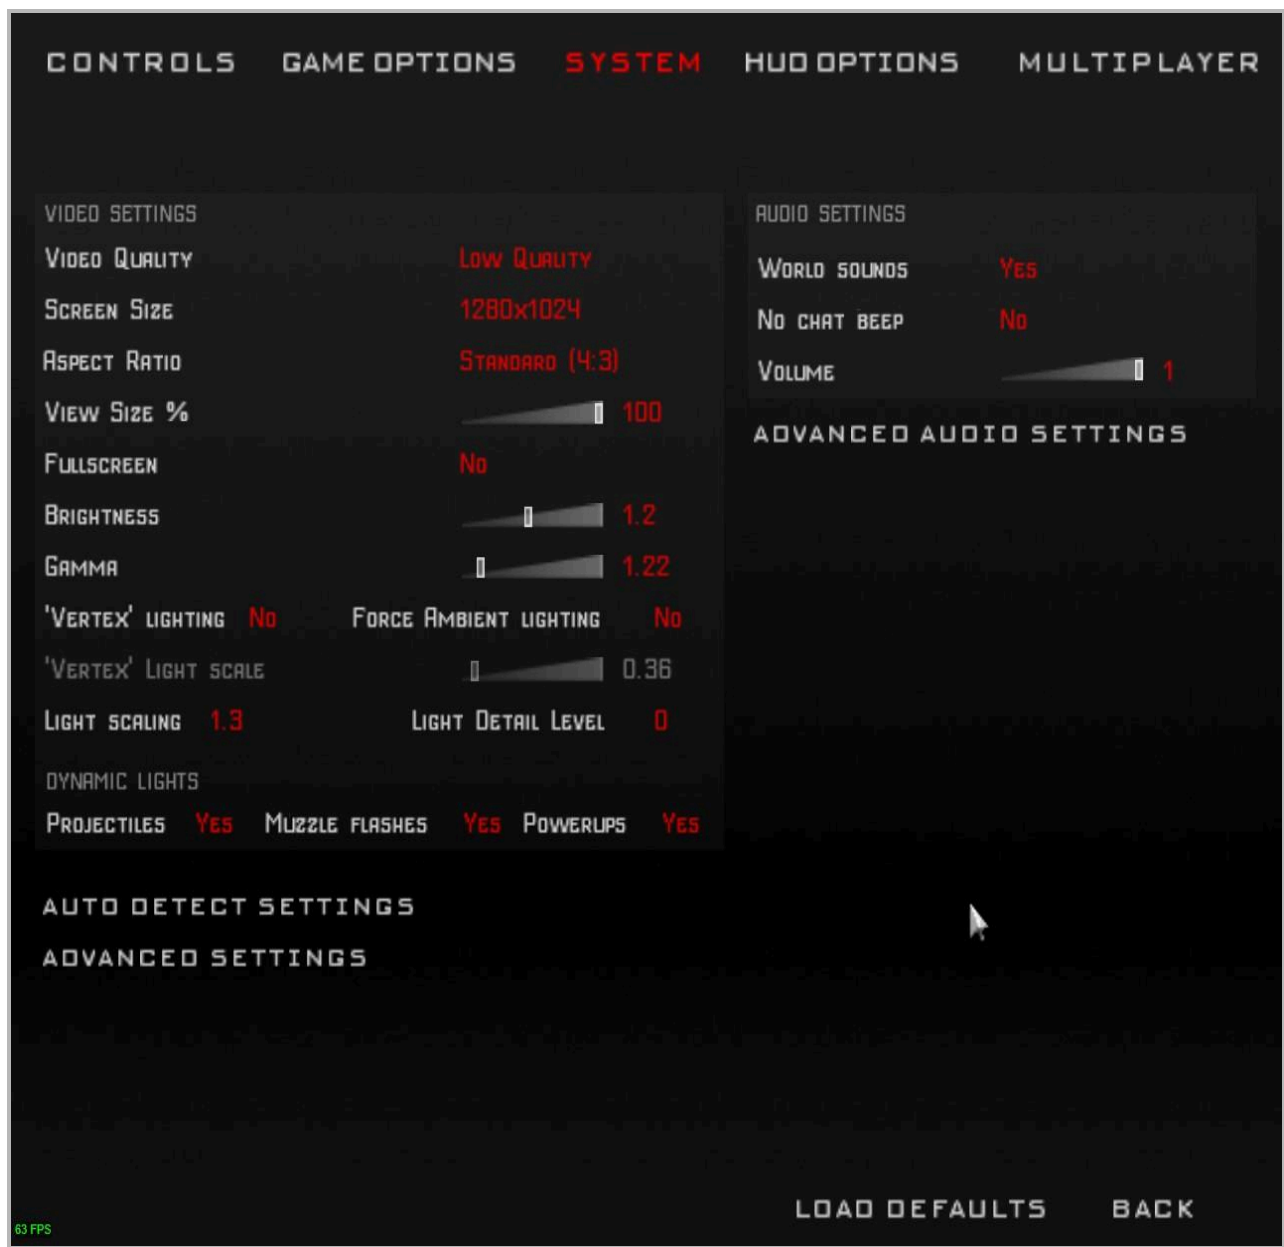 CONTROLS GAME OPTIONS SYSTEM HUD OPTIONS MULTIPLAYER
VIDEO SETTINGS
Video Quality Low Quality
Screen Size 1280x1024
Aspect Ratio Standard (4:3)
View Size % 100
Fullscreen No
Brightness 1.2
Gamma 1.22
'Vertex' lighting No Force Ambient lighting No
'Vertex' Light scale 0.36
Light scaling 1.3 Light Detail Level 0
DYNAMIC LIGHTS
Projectiles Yes Muzzle flashes Yes Powerups Yes
AUTO DETECT SETTINGS
ADVANCED SETTINGS
AUDIO SETTINGS
World sounds Yes
No chat beep No
Volume 1
ADVANCED AUDIO SETTINGS
LOAD DEFAULTS BACK
63 FPS